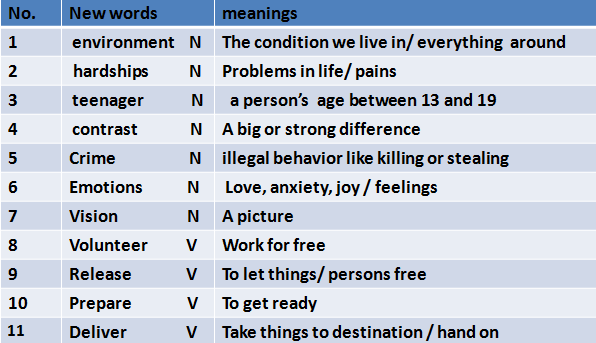 No. New words meanings
1 environment N The condition we live in/ everything around
2 hardships N Problems in life/ pains
3 teenager N a person's age between 13 and 19
4 contrast N A big or strong difference
5 Crime N illegal behavior like killing or stealing
6 Emotions N Love, anxiety, joy / feelings
7 Vision N A picture
8 Volunteer V Work for free
9 Release V To let things/ persons free
10 Prepare V To get ready
11 Deliver V Take things to destination / hand on